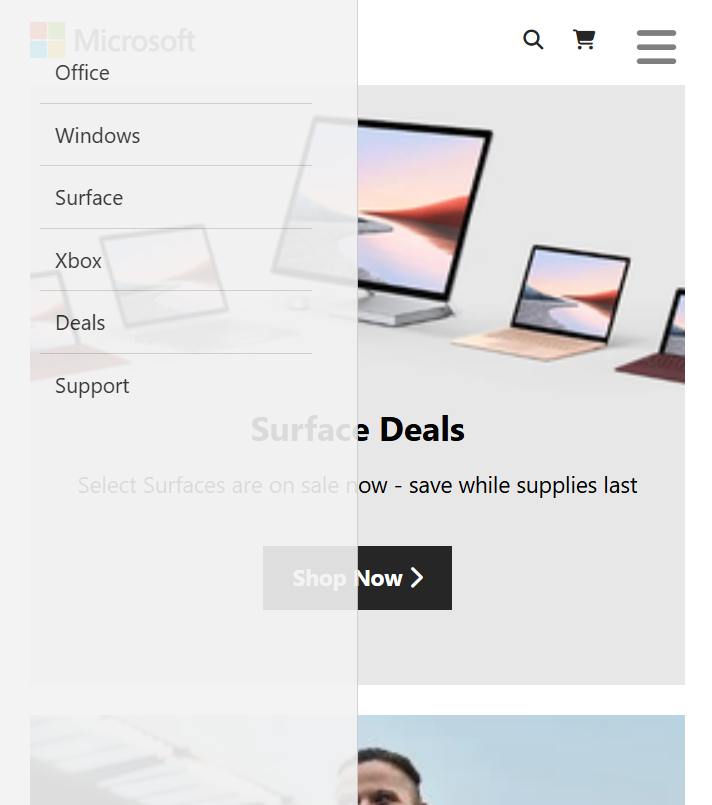 Microsoft
Office
Windows
Surface
Xbox
Deals
Support
Surface Deals
Select Surfaces are on sale now - save while supplies last
Shop Now